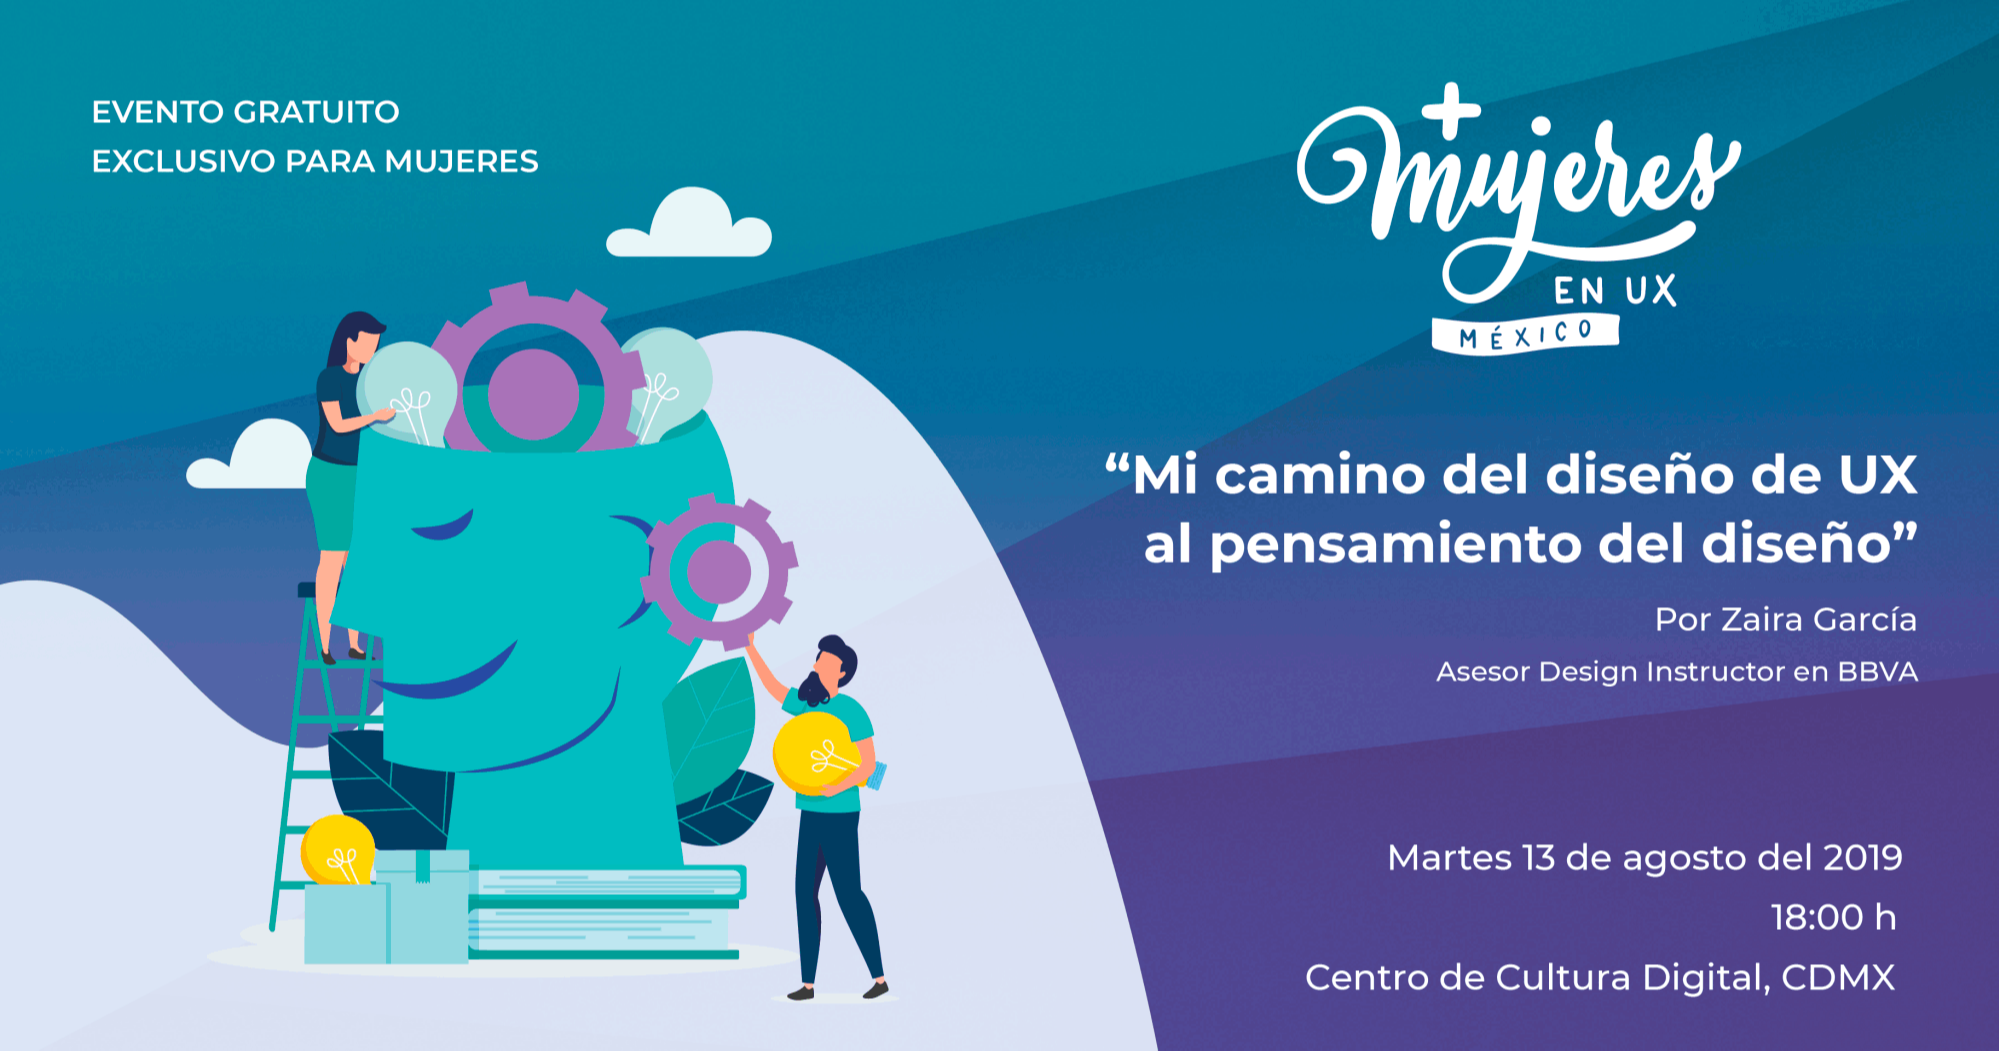 EVENTO GRATUITO
EXCLUSIVO PARA MUJERES
+mujeres
EN UX
MÉXICO
“Mi camino del diseño de UX
al pensamiento del diseño”
Por Zaira García
Asesor Design Instructor en BBVA
Martes 13 de agosto del 2019
18:00 h
Centro de Cultura Digital, CDMX